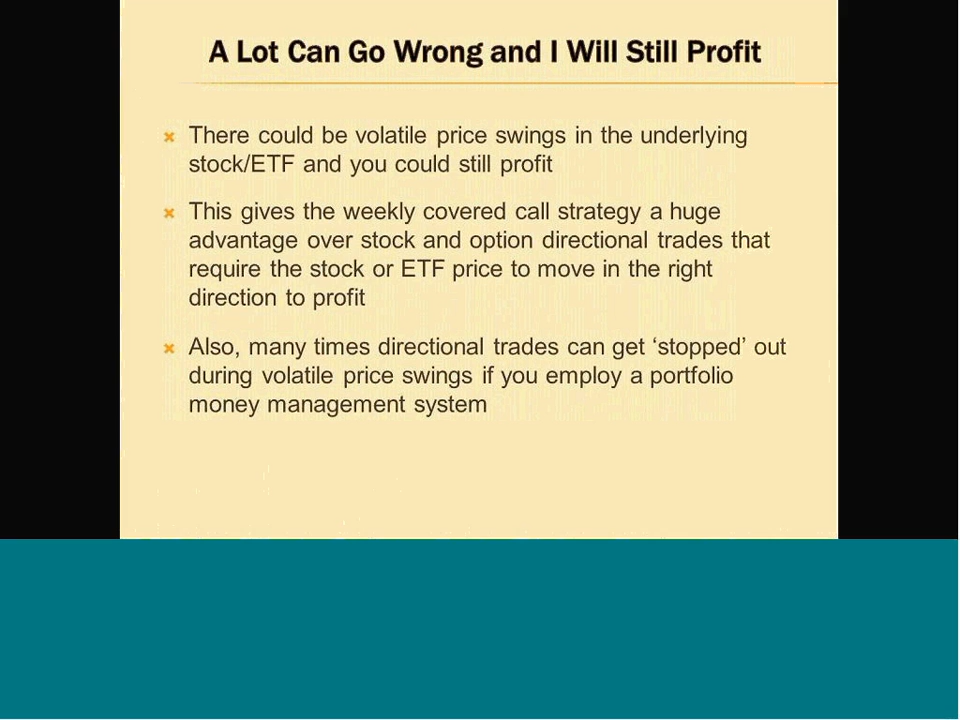 A Lot Can Go Wrong and I Will Still Profit
There could be volatile price swings in the underlying
stock/ETF and you could still profit
This gives the weekly covered call strategy a huge
advantage over stock and option directional trades that
require the stock or ETF price to move in the right
direction to profit
Also, many times directional trades can get ‘stopped’ out
during volatile price swings if you employ a portfolio
money management system